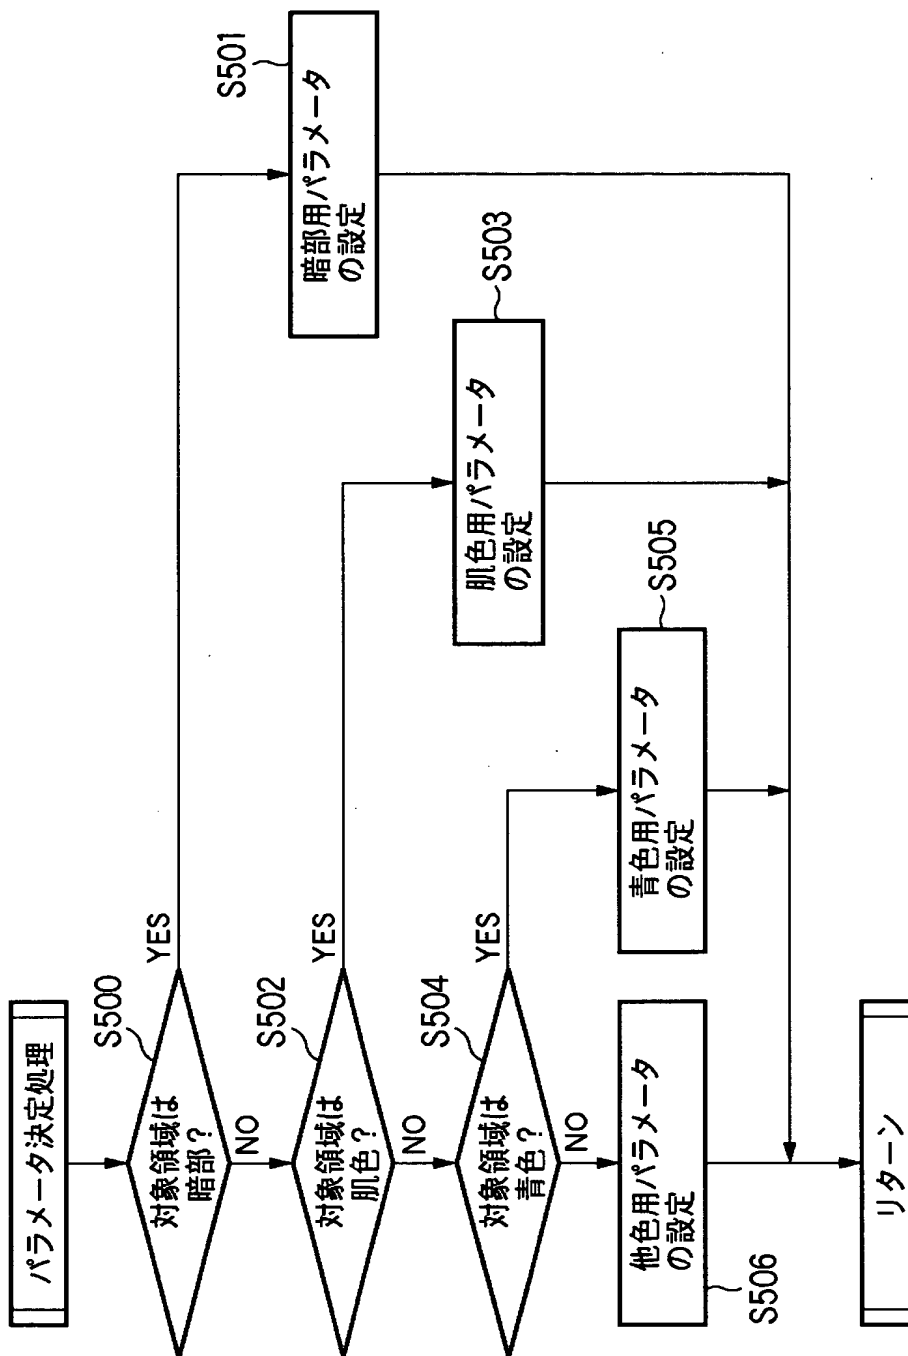 パラメータ決定処理
S500
対象領域は
暗部?
YES
NO
S501
暗部用パラメータ
の設定
S502
対象領域は
肌色?
YES
NO
S503
肌色用パラメータ
の設定
S504
対象領域は
青色?
YES
NO
S505
青色用パラメータ
の設定
他色用パラメータ
の設定
S506
リターン